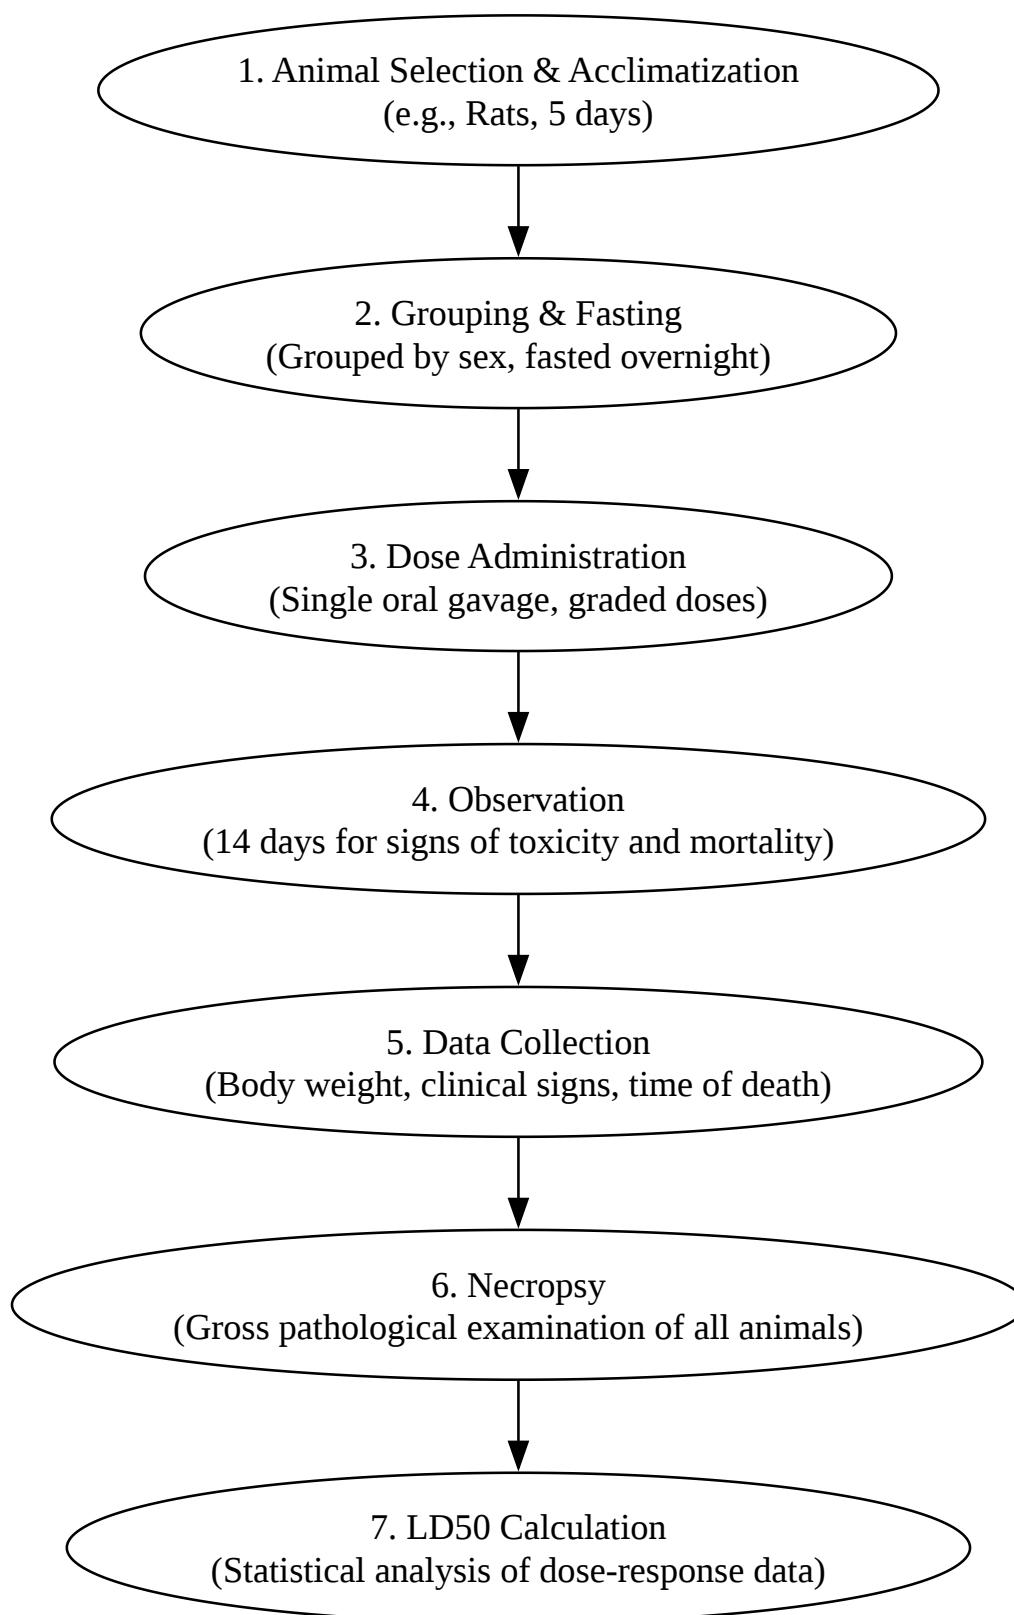 1. Animal Selection & Acclimatization
(e.g., Rats, 5 days)
2. Grouping & Fasting
(Grouped by sex, fasted overnight)
3. Dose Administration
(Single oral gavage, graded doses)
4. Observation
(14 days for signs of toxicity and mortality)
5. Data Collection
(Body weight, clinical signs, time of death)
6. Necropsy
(Gross pathological examination of all animals)
7. LD50 Calculation
(Statistical analysis of dose-response data)